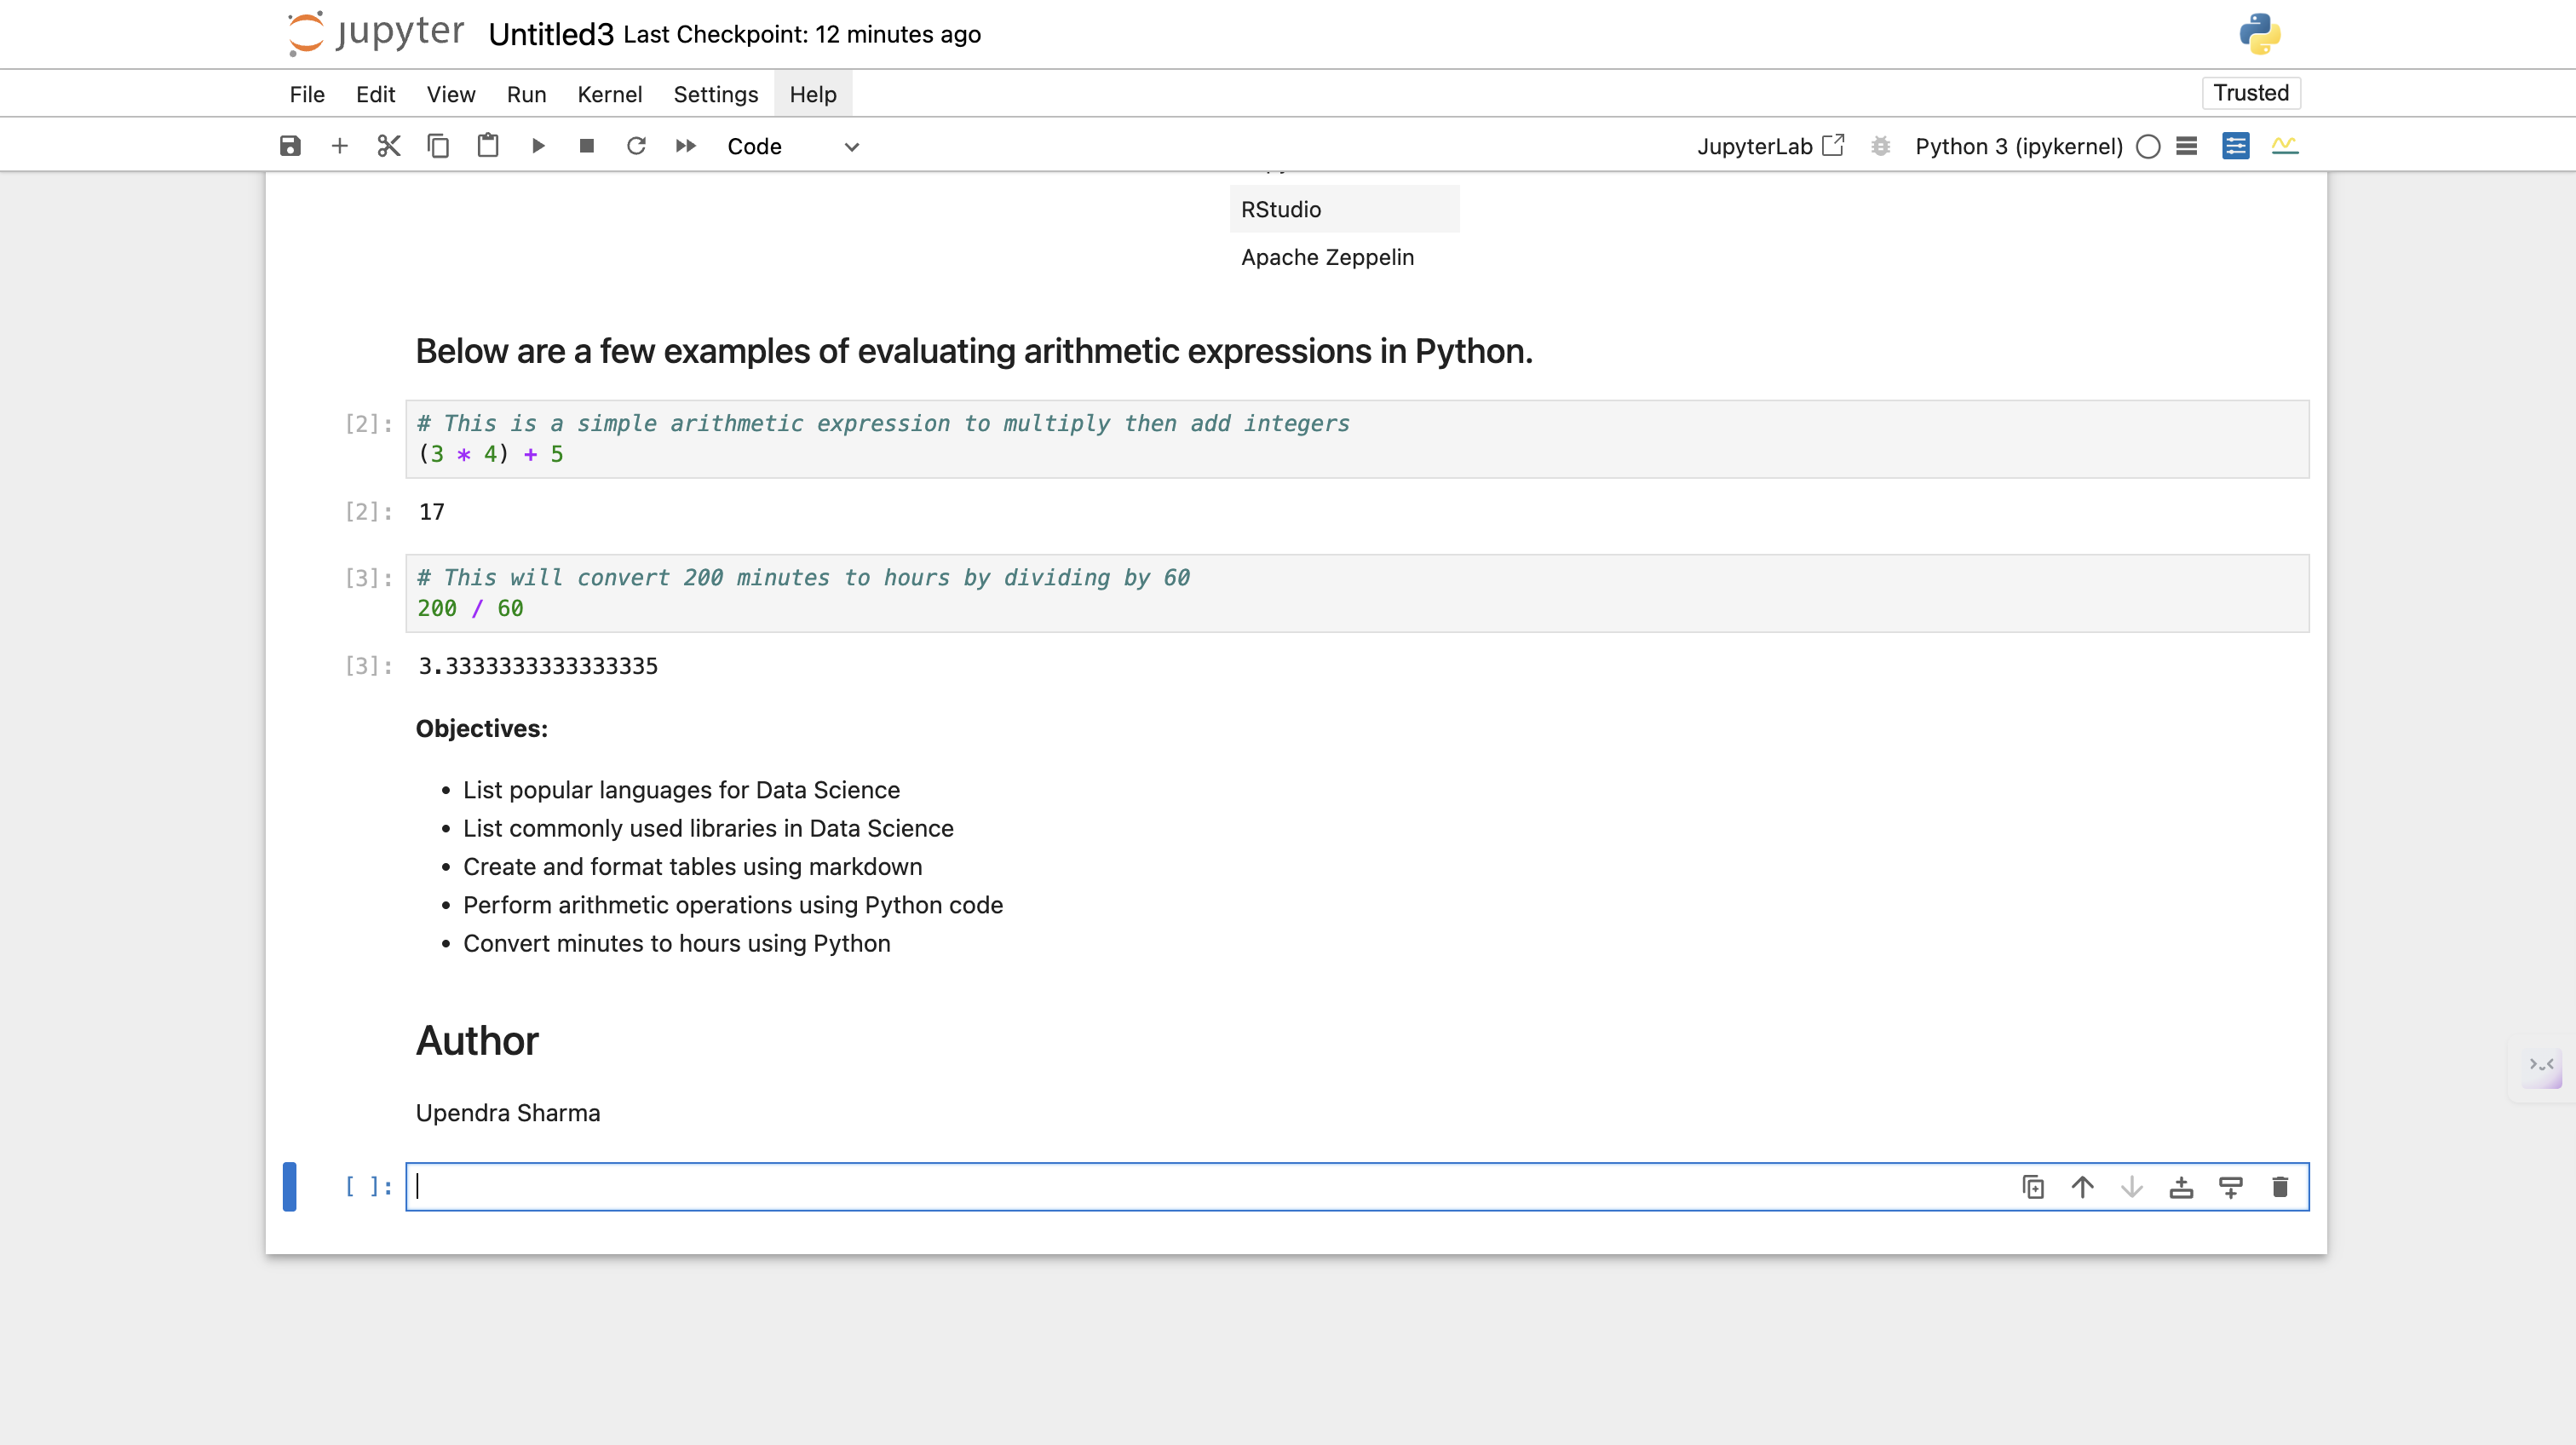 jupyter Untitled3 Last Checkpoint: 12 minutes ago
File Edit View Run Kernel Settings Help Trusted
Code JupyterLab Python 3 (ipykernel)
RStudio
Apache Zeppelin
Below are a few examples of evaluating arithmetic expressions in Python.
[2]: # This is a simple arithmetic expression to multiply then add integers
(3 * 4) + 5
[2]: 17
[3]: # This will convert 200 minutes to hours by dividing by 60
200 / 60
[3]: 3.3333333333333335
Objectives:
• List popular languages for Data Science
• List commonly used libraries in Data Science
• Create and format tables using markdown
• Perform arithmetic operations using Python code
• Convert minutes to hours using Python
Author
Upendra Sharma
[ ]: